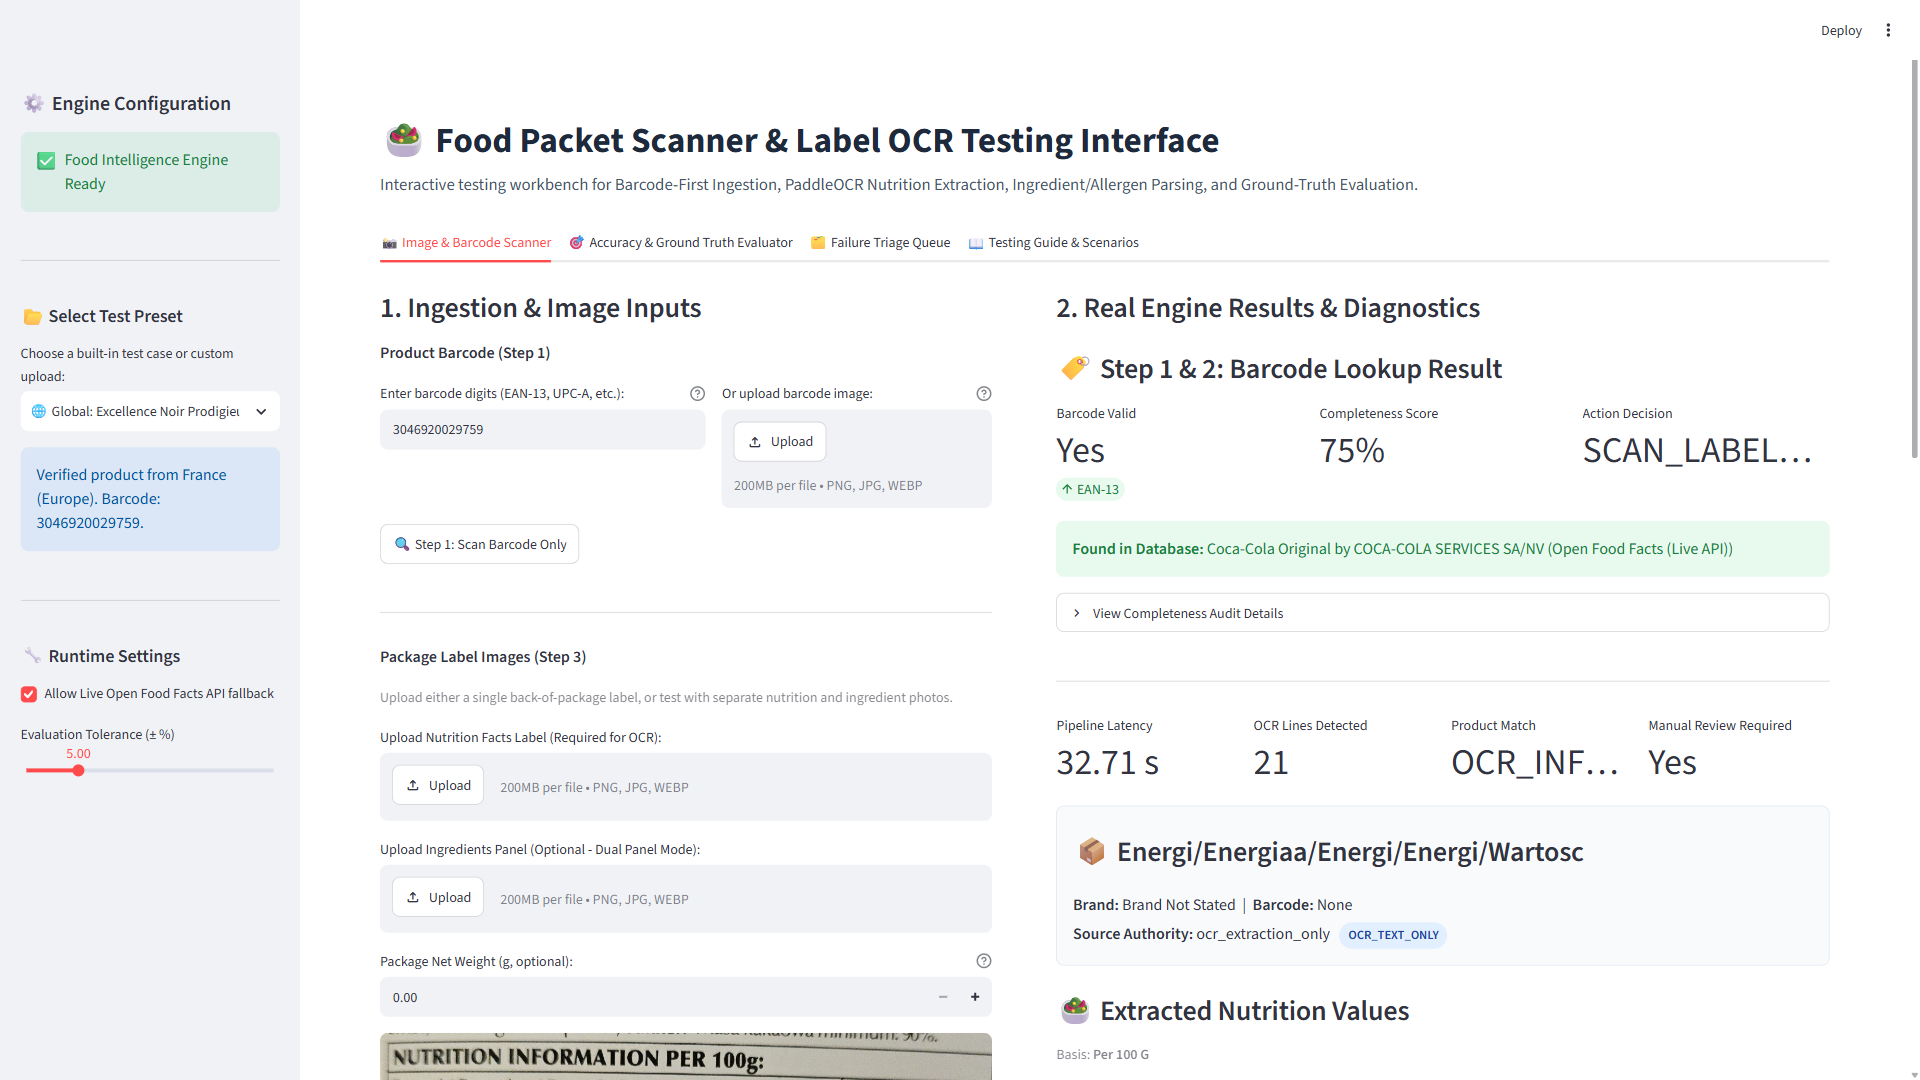 Deploy
Engine Configuration
Food Intelligence Engine
Ready
Select Test Preset
Choose a built-in test case or custom
upload:
Global: Excellence Noir Prodigieu
Verified product from France
(Europe). Barcode:
3046920029759.
Runtime Settings
Allow Live Open Food Facts API fallback
Evaluation Tolerance (± %)
5.00
Food Packet Scanner & Label OCR Testing Interface
Interactive testing workbench for Barcode-First Ingestion, PaddleOCR Nutrition Extraction, Ingredient/Allergen Parsing, and Ground-Truth Evaluation.
Image & Barcode Scanner
Accuracy & Ground Truth Evaluator
Failure Triage Queue
Testing Guide & Scenarios
1. Ingestion & Image Inputs
Product Barcode (Step 1)
Enter barcode digits (EAN-13, UPC-A, etc.):
3046920029759
Or upload barcode image:
Upload
200MB per file • PNG, JPG, WEBP
Step 1: Scan Barcode Only
Package Label Images (Step 3)
Upload either a single back-of-package label, or test with separate nutrition and ingredient photos.
Upload Nutrition Facts Label (Required for OCR):
Upload
200MB per file • PNG, JPG, WEBP
Upload Ingredients Panel (Optional - Dual Panel Mode):
Upload
200MB per file • PNG, JPG, WEBP
Package Net Weight (g, optional):
0.00
minimum: 90%.
NUTRITION INFORMATION PER 100g:
2. Real Engine Results & Diagnostics
Step 1 & 2: Barcode Lookup Result
Barcode Valid
Yes
EAN-13
Completeness Score
75%
Action Decision
SCAN_LABEL…
Found in Database: Coca-Cola Original by COCA-COLA SERVICES SA/NV (Open Food Facts (Live API))
View Completeness Audit Details
Pipeline Latency
32.71 s
OCR Lines Detected
21
Product Match
OCR_INF…
Manual Review Required
Yes
Energi/Energiaa/Energi/Energi/Wartosc
Brand: Brand Not Stated | Barcode: None
Source Authority: ocr_extraction_only OCR_TEXT_ONLY
Extracted Nutrition Values
Basis: Per 100 G